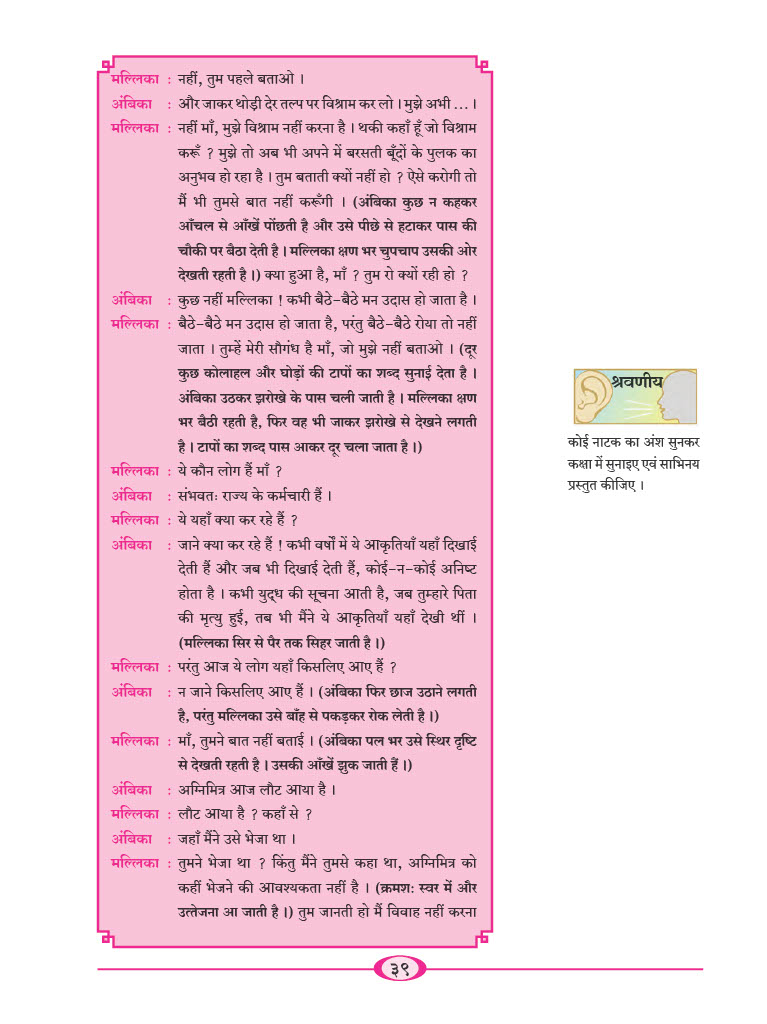 मल्लिका : नहीं, तुम पहले बताओ ।
अंबिका : और जाकर थोड़ी देर तल्प पर विश्राम कर लो । मुझे अभी ... ।
मल्लिका : नहीं माँ, मुझे विश्राम नहीं करना है । थकी कहाँ हूँ जो विश्राम
करूँ ? मुझे तो अब भी अपने में बरसती बूँदों के पुलक का
अनुभव हो रहा है । तुम बताती क्यों नहीं हो ? ऐसे करोगी तो
मैं भी तुमसे बात नहीं करूँगी । (अंबिका कुछ न कहकर
आँचल से आँखें पोंछती है और उसे पीछे से हटाकर पास की
चौकी पर बैठा देती है । मल्लिका क्षण भर चुपचाप उसकी ओर
देखती रहती है ।) क्या हुआ है, माँ ? तुम रो क्यों रही हो ?
अंबिका : कुछ नहीं मल्लिका ! कभी बैठे-बैठे मन उदास हो जाता है ।
मल्लिका : बैठे-बैठे मन उदास हो जाता है, परंतु बैठे-बैठे रोया तो नहीं
जाता । तुम्हें मेरी सौगंध है माँ, जो मुझे नहीं बताओ । (दूर
कुछ कोलाहल और घोड़ों की टापों का शब्द सुनाई देता है ।
अंबिका उठकर झरोखे के पास चली जाती है । मल्लिका क्षण
भर बैठी रहती है, फिर वह भी जाकर झरोखे से देखने लगती
है । टापों का शब्द पास आकर दूर चला जाता है ।)
मल्लिका : ये कौन लोग हैं माँ ?
अंबिका : संभवतः राज्य के कर्मचारी हैं ।
मल्लिका : ये यहाँ क्या कर रहे हैं ?
अंबिका : जाने क्या कर रहे हैं ! कभी वर्षों में ये आकृतियाँ यहाँ दिखाई
देती हैं और जब भी दिखाई देती हैं, कोई-न-कोई अनिष्ट
होता है । कभी युद्ध की सूचना आती है, जब तुम्हारे पिता
की मृत्यु हुई, तब भी मैंने ये आकृतियाँ यहाँ देखी थीं ।
(मल्लिका सिर से पैर तक सिहर जाती है ।)
मल्लिका : परंतु आज ये लोग यहाँ किसलिए आए हैं ?
अंबिका : न जाने किसलिए आए हैं । (अंबिका फिर छाज उठाने लगती
है, परंतु मल्लिका उसे बाँह से पकड़कर रोक लेती है ।)
मल्लिका : माँ, तुमने बात नहीं बताई । (अंबिका पल भर उसे स्थिर दृष्टि
से देखती रहती है । उसकी आँखें झुक जाती हैं ।)
अंबिका : अग्निमित्र आज लौट आया है ।
मल्लिका : लौट आया है ? कहाँ से ?
अंबिका : जहाँ मैंने उसे भेजा था ।
मल्लिका : तुमने भेजा था ? किंतु मैंने तुमसे कहा था, अग्निमित्र को
कहीं भेजने की आवश्यकता नहीं है । (क्रमशः स्वर में और
उत्तेजना आ जाती है ।) तुम जानती हो मैं विवाह नहीं करना
श्रवणीय
कोई नाटक का अंश सुनकर
कक्षा में सुनाइए एवं साभिनय
प्रस्तुत कीजिए ।
३९